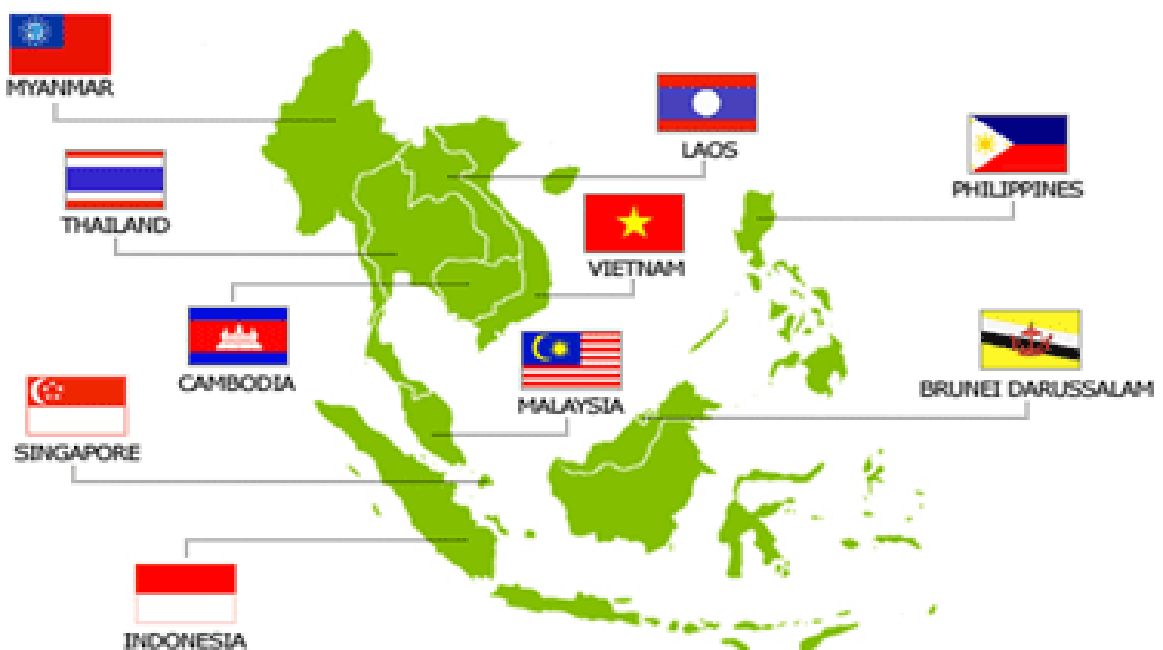 MYANMAR
LAOS
PHILIPPINES
THAILAND
VIETNAM
CAMBODIA
MALAYSIA
BRUNEI DARUSSALAM
SINGAPORE
INDONESIA